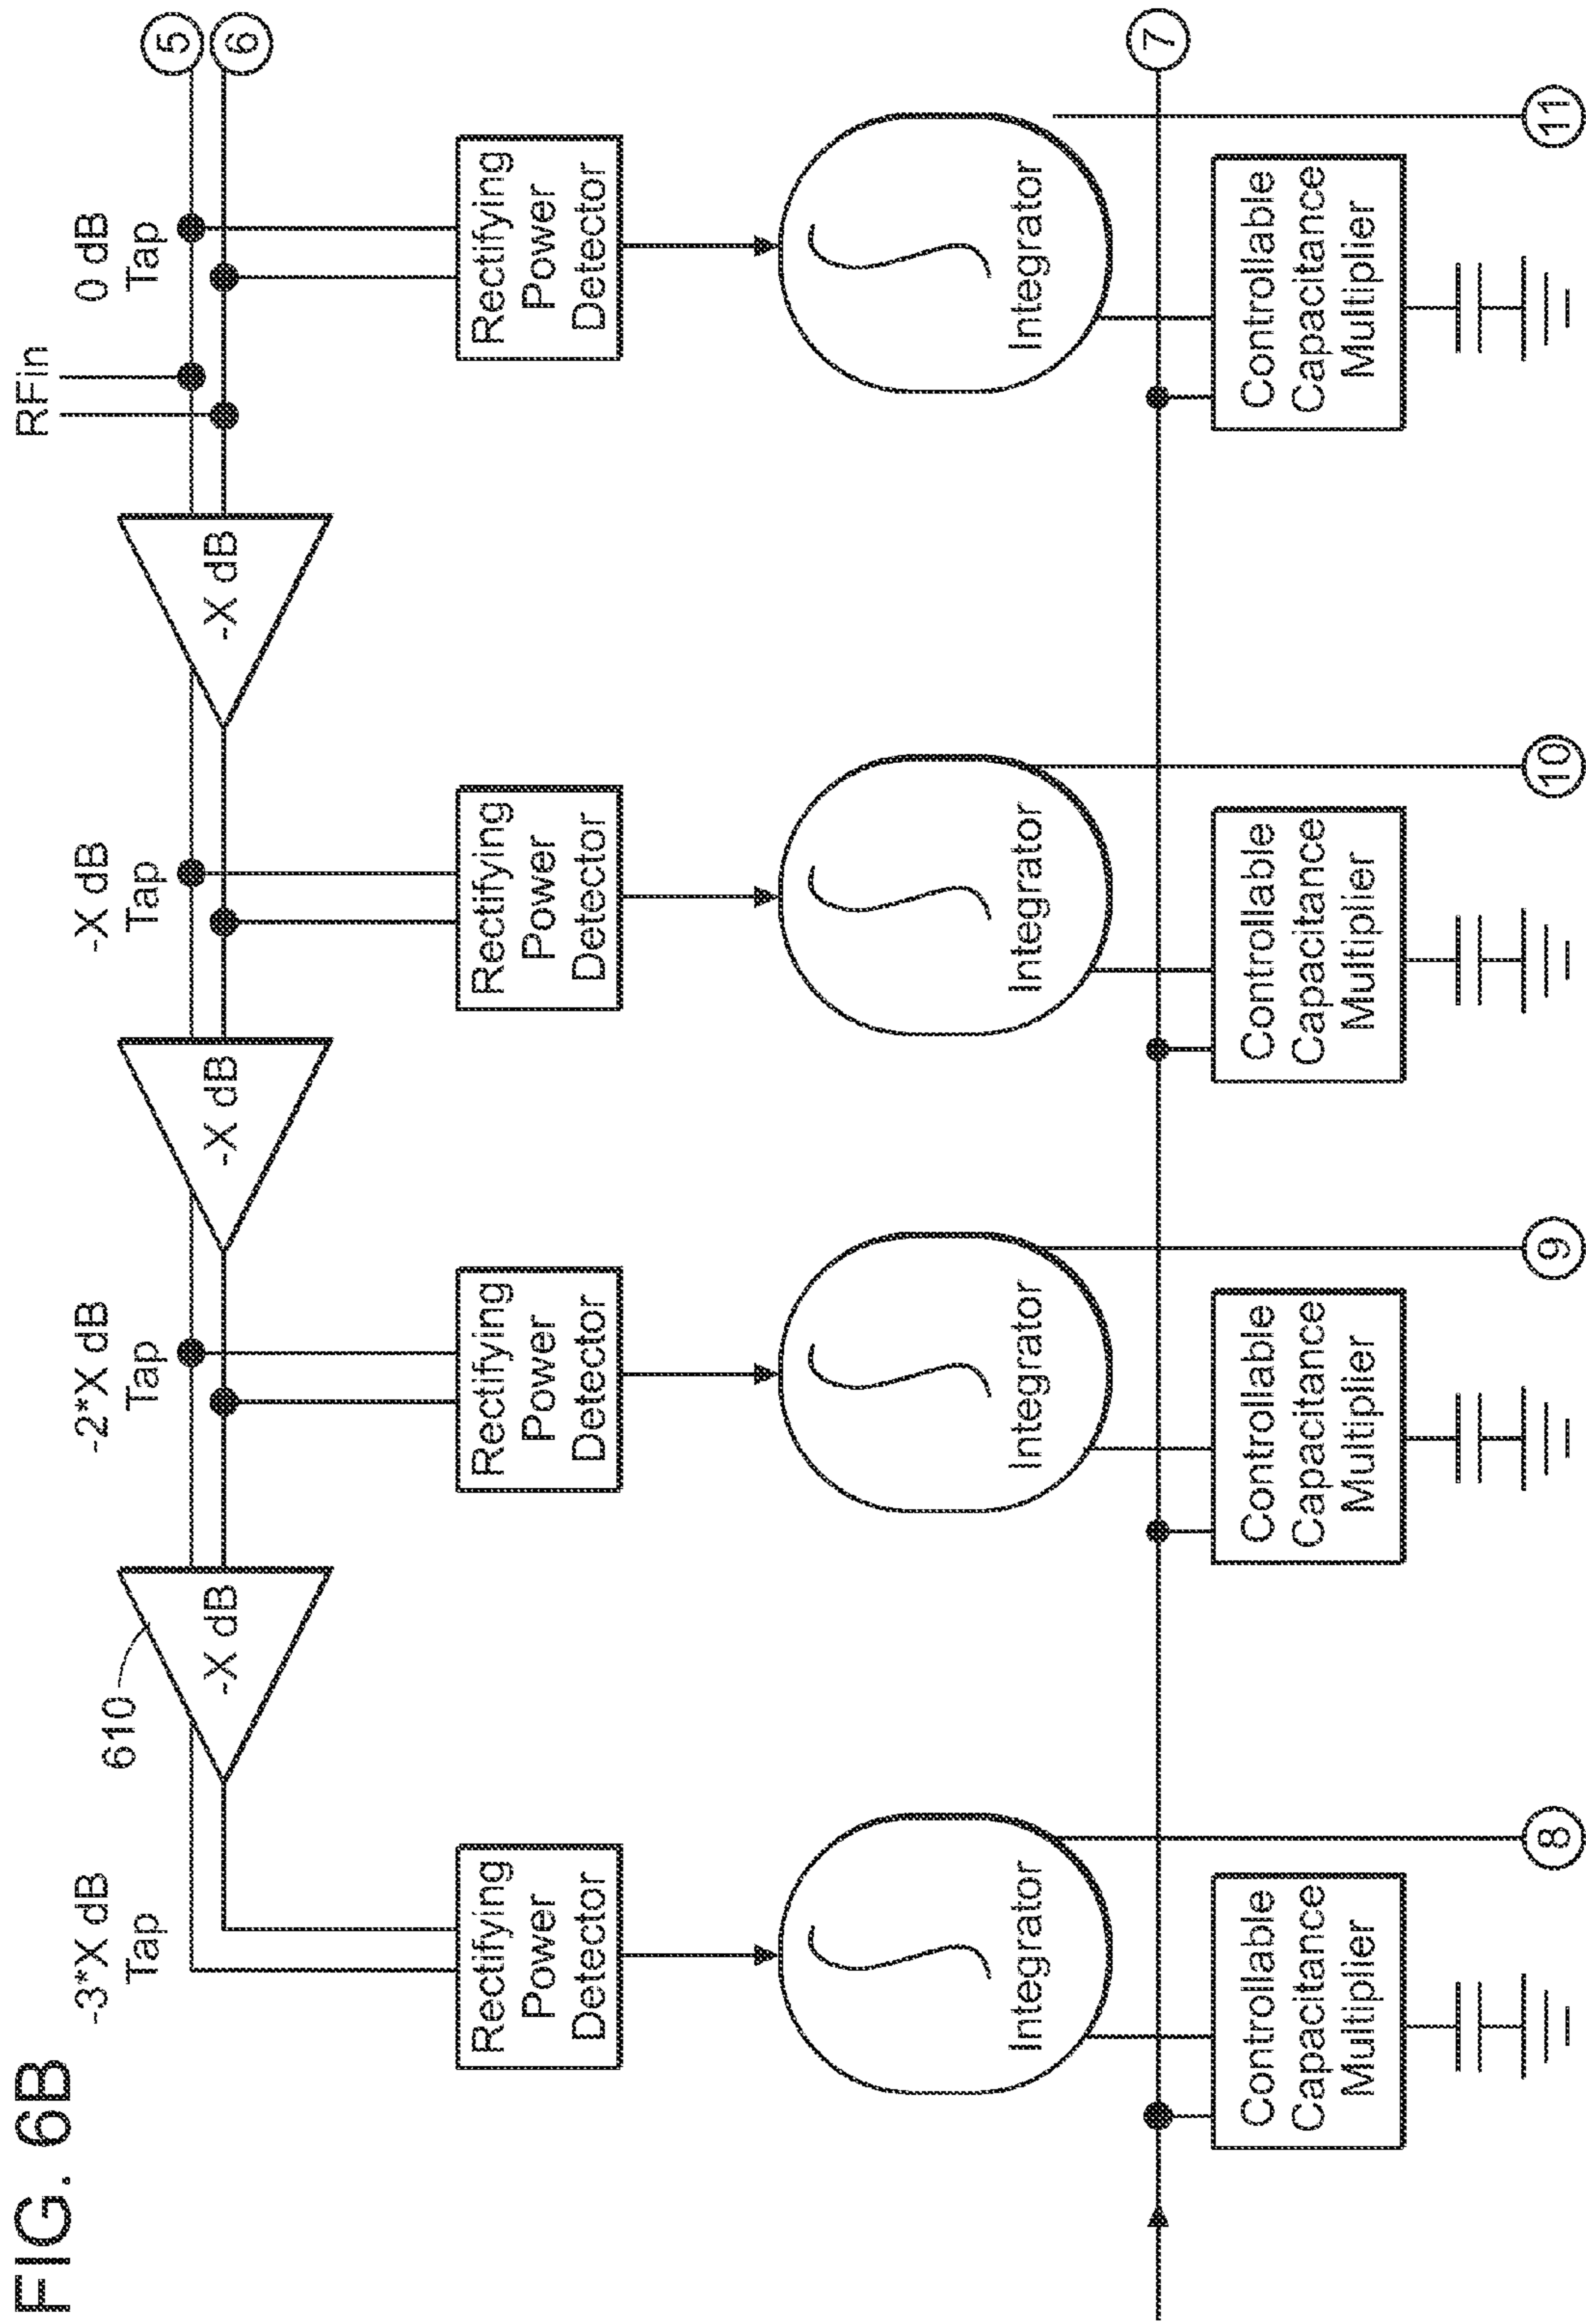 FIG. 6B
-3*X dB
Tap
-2*X dB
Tap
-X dB
Tap
RFin
0 dB
Tap
5
6
610
-X dB
-X dB
-X dB
Rectifying
Power
Detector
Rectifying
Power
Detector
Rectifying
Power
Detector
Rectifying
Power
Detector
Integrator
Integrator
Integrator
Integrator
7
Controllable
Capacitance
Multiplier
Controllable
Capacitance
Multiplier
Controllable
Capacitance
Multiplier
Controllable
Capacitance
Multiplier
8
9
10
11